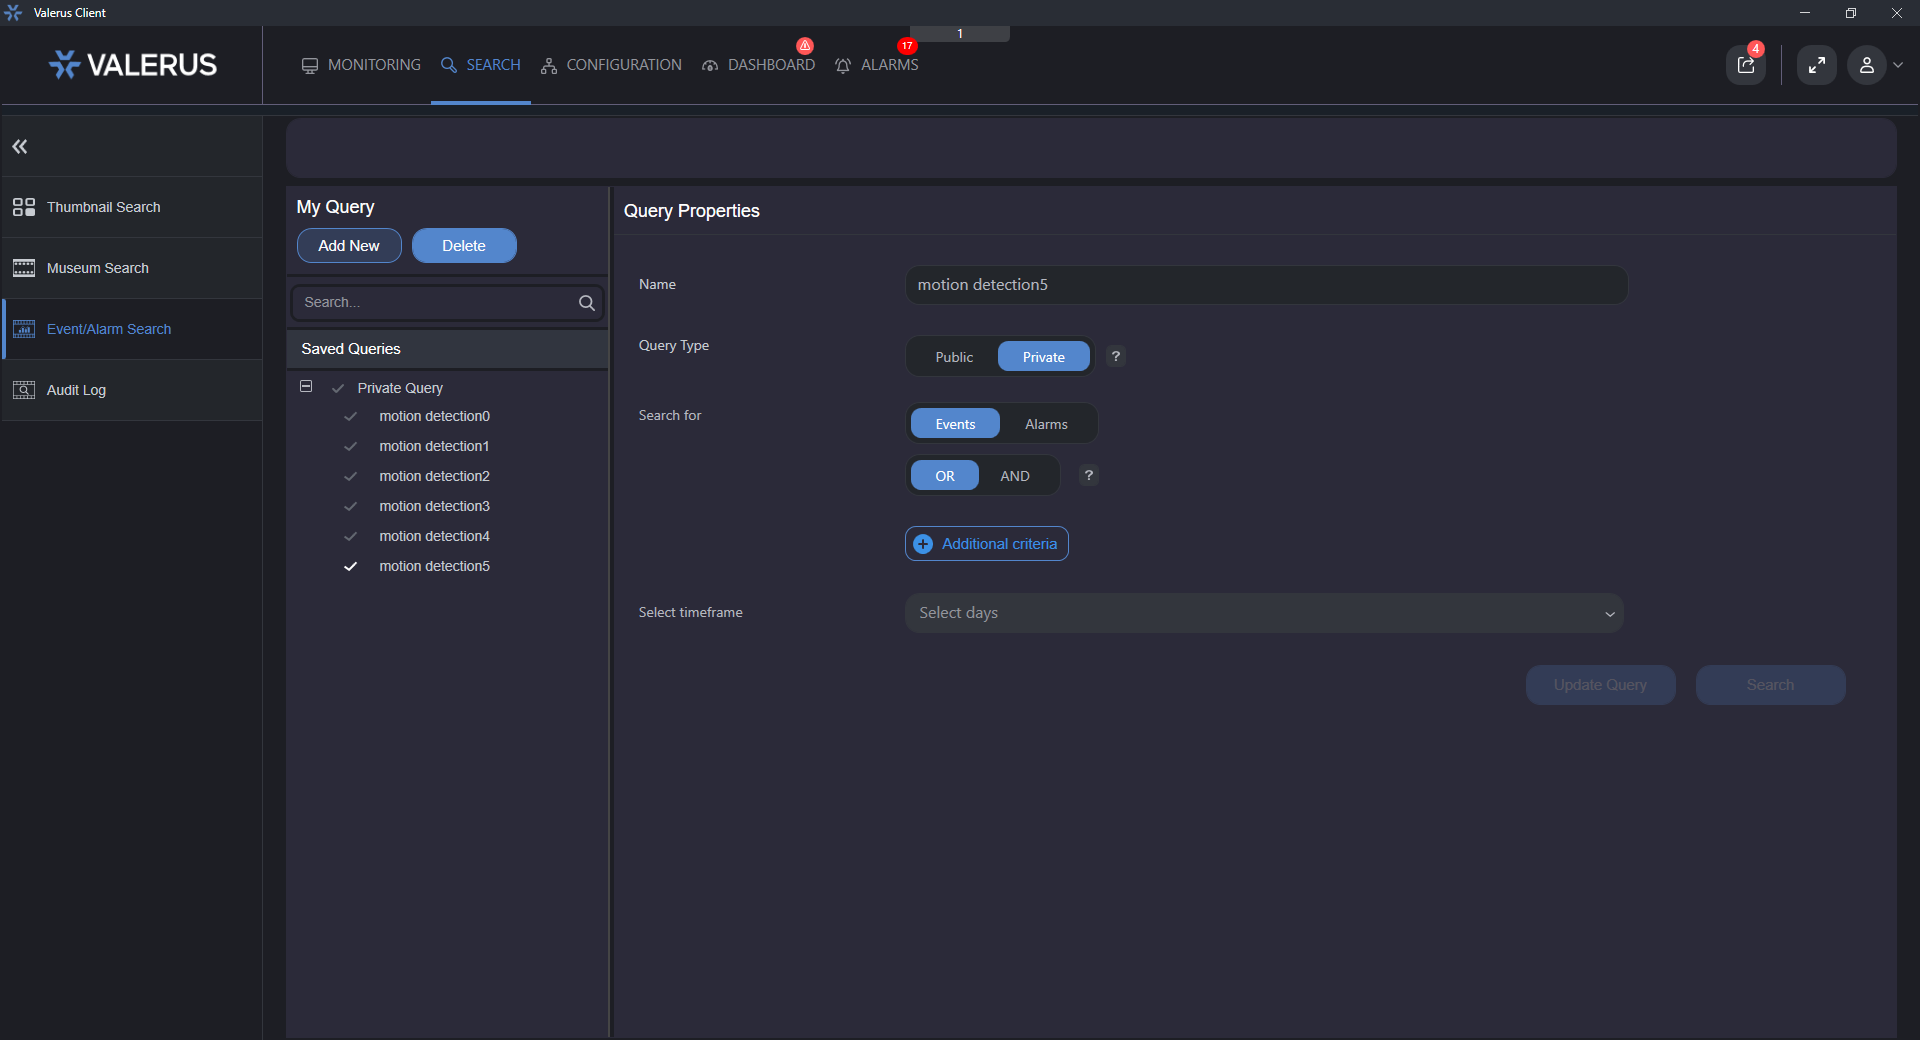 Valerus Client
1
VALERUS
MONITORING
SEARCH
CONFIGURATION
DASHBOARD
17
ALARMS
4
Thumbnail Search
Museum Search
Event/Alarm Search
Audit Log
My Query
Add New
Delete
Search...
Saved Queries
Private Query
motion detection0
motion detection1
motion detection2
motion detection3
motion detection4
motion detection5
Query Properties
Name
motion detection5
Query Type
Public
Private
?
Search for
Events
Alarms
OR
AND
?
Additional criteria
Select timeframe
Select days
Update Query
Search